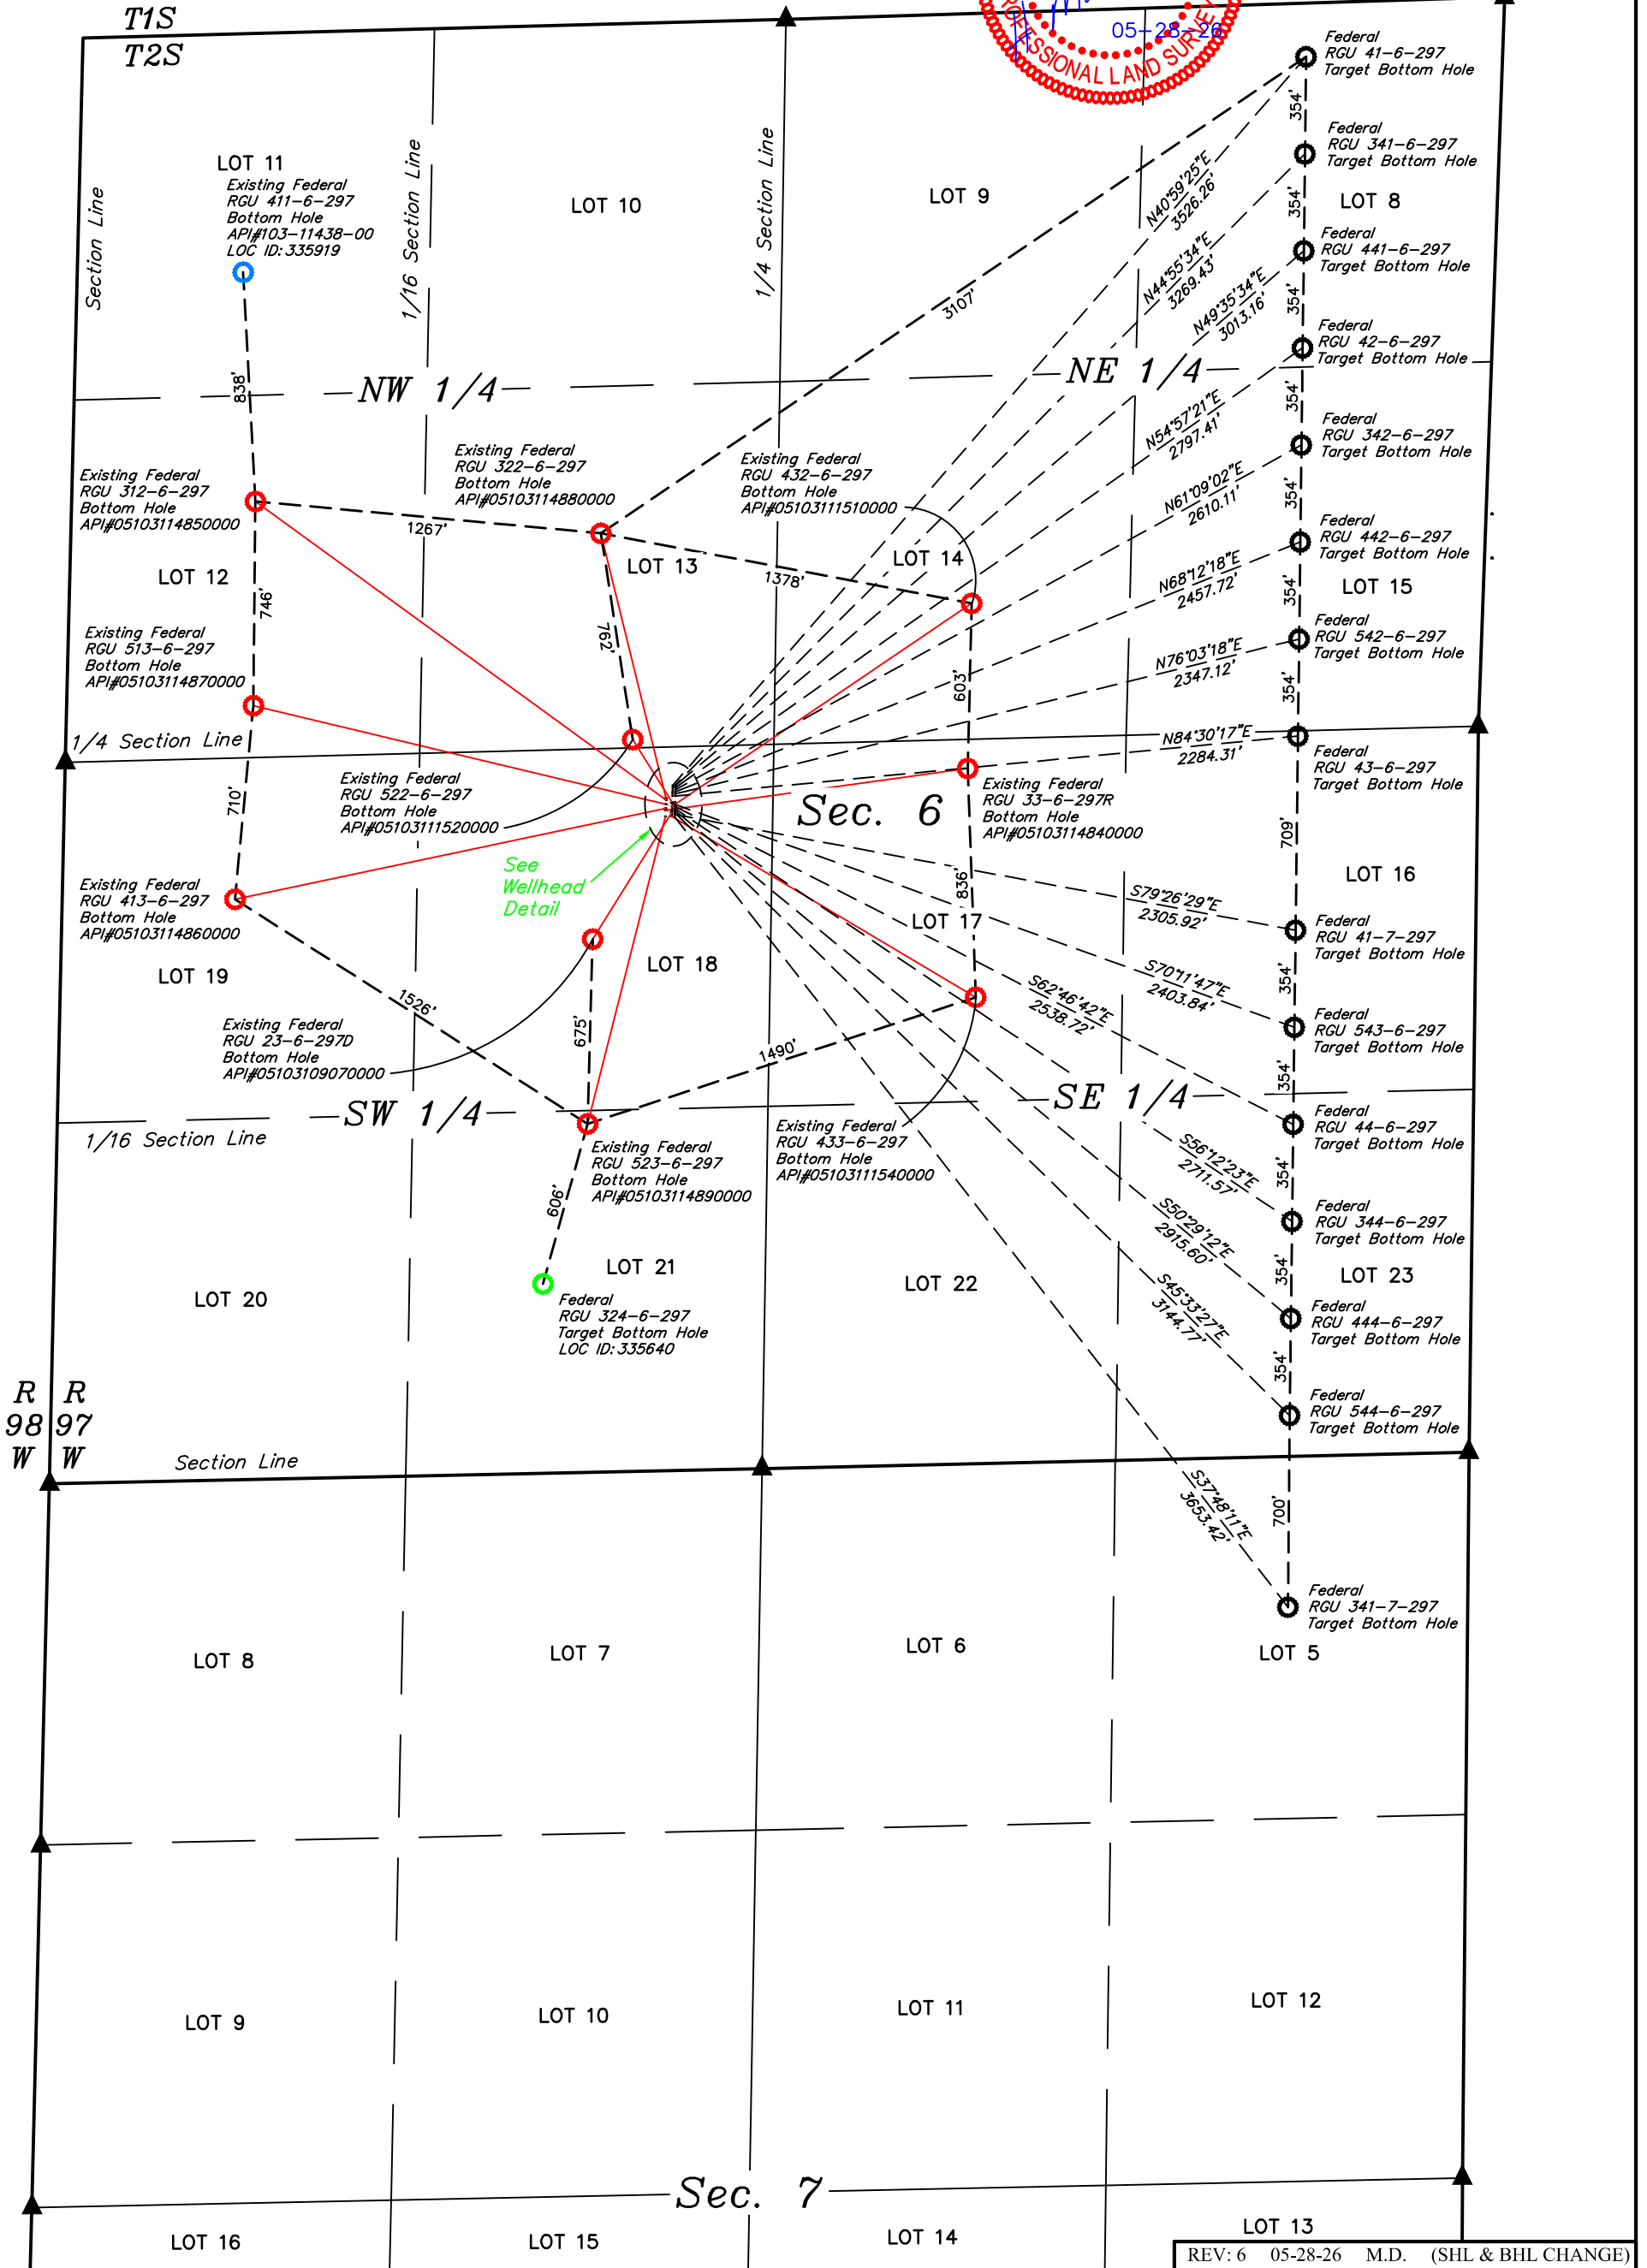 T1S
T2S
05-28-26
PROFESSIONAL LAND SURVEY
Section Line
1/16 Section Line
1/4 Section Line
LOT 11
Existing Federal
RGU 411-6-297
Bottom Hole
API#103-11438-00
LOC ID: 335919
LOT 10
LOT 9
LOT 8
Federal
RGU 41-6-297
Target Bottom Hole
354'
Federal
RGU 341-6-297
Target Bottom Hole
354'
Federal
RGU 441-6-297
Target Bottom Hole
354'
Federal
RGU 42-6-297
Target Bottom Hole
354'
Federal
RGU 342-6-297
Target Bottom Hole
354'
Federal
RGU 442-6-297
Target Bottom Hole
354'
LOT 15
Federal
RGU 542-6-297
Target Bottom Hole
354'
Federal
RGU 43-6-297
Target Bottom Hole
709'
LOT 16
Federal
RGU 41-7-297
Target Bottom Hole
354'
Federal
RGU 543-6-297
Target Bottom Hole
354'
Federal
RGU 44-6-297
Target Bottom Hole
354'
Federal
RGU 344-6-297
Target Bottom Hole
354'
LOT 23
Federal
RGU 444-6-297
Target Bottom Hole
354'
Federal
RGU 544-6-297
Target Bottom Hole
700'
Federal
RGU 341-7-297
Target Bottom Hole
N40°59'25"E
3526.26'
N44°55'34"E
3269.43'
N49°35'34"E
3013.16'
N54°57'21"E
2797.41'
N61°09'02"E
2610.11'
N68°12'18"E
2457.72'
N76°03'18"E
2347.12'
N84°30'17"E
2284.31'
S79°26'29"E
2305.92'
S70°11'47"E
2403.84'
S62°46'42"E
2538.72'
S56°12'23"E
2711.57'
S50°29'12"E
2915.60'
S45°33'27"E
3144.77'
S37°48'11"E
3653.42'
3107'
838'
NW 1/4
NE 1/4
Existing Federal
RGU 312-6-297
Bottom Hole
API#05103114850000
Existing Federal
RGU 322-6-297
Bottom Hole
API#05103114880000
Existing Federal
RGU 432-6-297
Bottom Hole
API#05103111510000
1267'
1378'
LOT 12
LOT 13
LOT 14
746'
762'
603'
Existing Federal
RGU 513-6-297
Bottom Hole
API#05103114870000
1/4 Section Line
710'
Existing Federal
RGU 522-6-297
Bottom Hole
API#05103111520000
Sec. 6
Existing Federal
RGU 33-6-297R
Bottom Hole
API#05103114840000
See
Wellhead
Detail
836'
Existing Federal
RGU 413-6-297
Bottom Hole
API#05103114860000
LOT 19
LOT 18
LOT 17
1526'
675'
1490'
Existing Federal
RGU 23-6-297D
Bottom Hole
API#05103109070000
SW 1/4
SE 1/4
1/16 Section Line
Existing Federal
RGU 523-6-297
Bottom Hole
API#05103114890000
Existing Federal
RGU 433-6-297
Bottom Hole
API#05103111540000
606'
LOT 20
LOT 21
LOT 22
Federal
RGU 324-6-297
Target Bottom Hole
LOC ID: 335640
R R
98 97
W W
Section Line
LOT 8
LOT 7
LOT 6
LOT 5
LOT 9
LOT 10
LOT 11
LOT 12
Sec. 7
LOT 16
LOT 15
LOT 14
LOT 13
REV: 6 05-28-26 M.D. (SHL & BHL CHANGE)